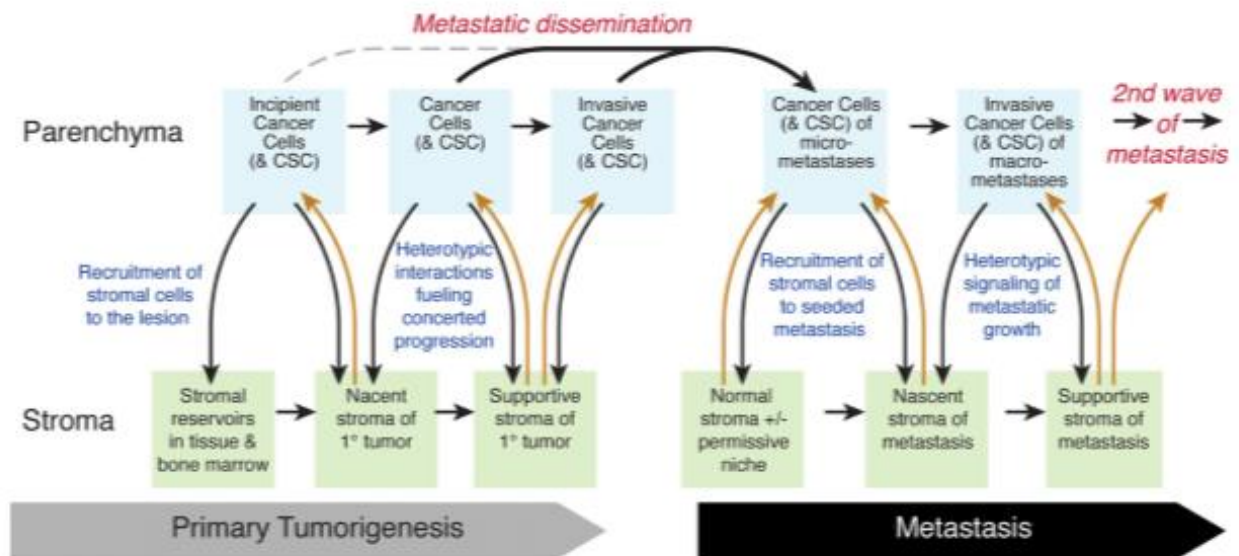 Metastatic dissemination
Parenchyma
Incipient
Cancer
Cells
(& CSC)
Cancer
Cells
(& CSC)
Invasive
Cancer
Cells
(& CSC)
Cancer Cells
(& CSC) of
micro-
metastases
Invasive
Cancer Cells
(& CSC) of
macro-
metastases
2nd wave
of
metastasis
Recruitment of
stromal cells
to the lesion
Heterotypic
interactions
fueling
concerted
progression
Recruitment of
stromal cells
to seeded
metastasis
Heterotypic
signaling of
metastatic
growth
Stroma
Stromal
reservoirs
in tissue &
bone marrow
Nacent
stroma of
1° tumor
Supportive
stroma of
1° tumor
Normal
stroma +/-
permissive
niche
Nascent
stroma of
metastasis
Supportive
stroma of
metastasis
Primary Tumorigenesis
Metastasis